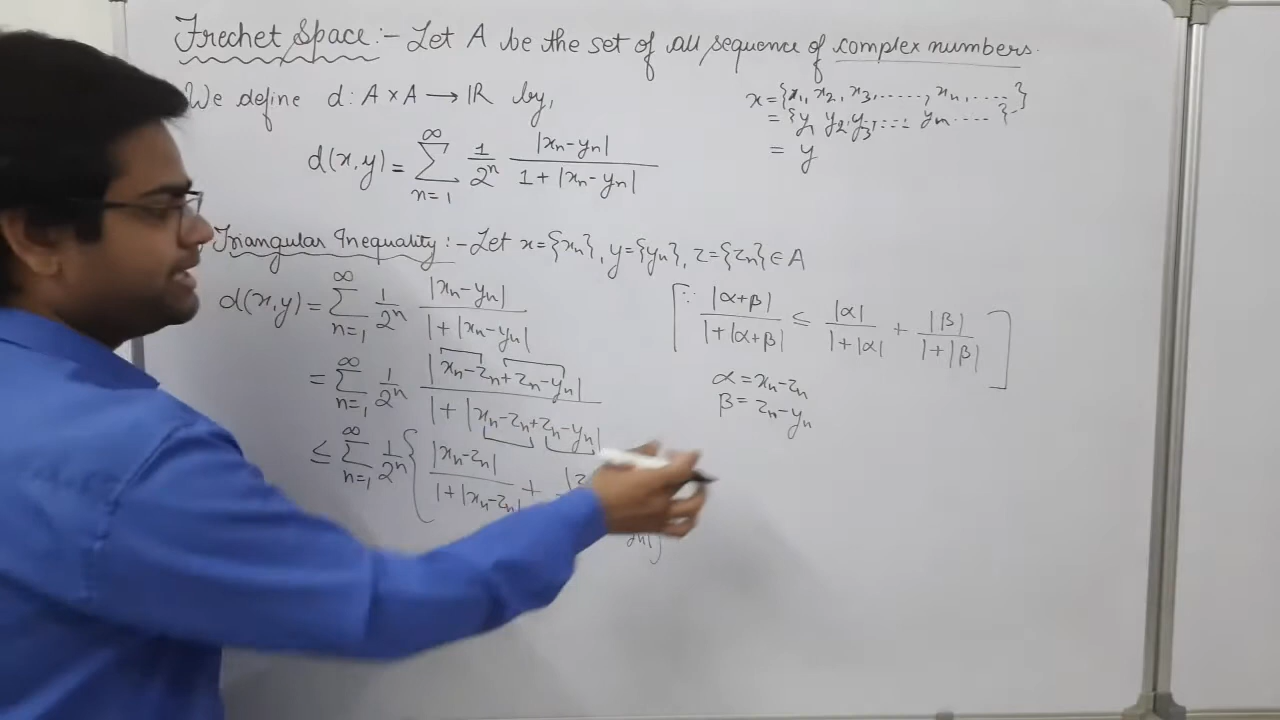 Frechet Space:- Let A be the set of all sequence of complex numbers.
We define d: A × A → IR by,
x = {x₁, x₂, x₃, ......, xₙ, ..... }
= {y₁ y₂, y₃, ... yₙ ..... }
= y
d(x,y) = ∑_{n=1}^{∞} 1/2ⁿ |xₙ-yₙ| / 1+|xₙ-yₙ|
Triangular Inequality:- Let x={xₙ}, y={yₙ}, z={zₙ} ∈ A
d(x,y) = ∑_{n=1}^{∞} 1/2ⁿ |xₙ-yₙ| / 1+|xₙ-yₙ|
= ∑_{n=1}^{∞} 1/2ⁿ |xₙ-zₙ+zₙ-yₙ| / 1+|xₙ-zₙ+zₙ-yₙ|
≤ ∑_{n=1}^{∞} 1/2ⁿ { |xₙ-zₙ| / 1+|xₙ-zₙ| +
[∵ |α+β| / 1+|α+β| ≤ |α| / 1+|α| + |β| / 1+|β| ]
α = xₙ-zₙ
β = zₙ-yₙ